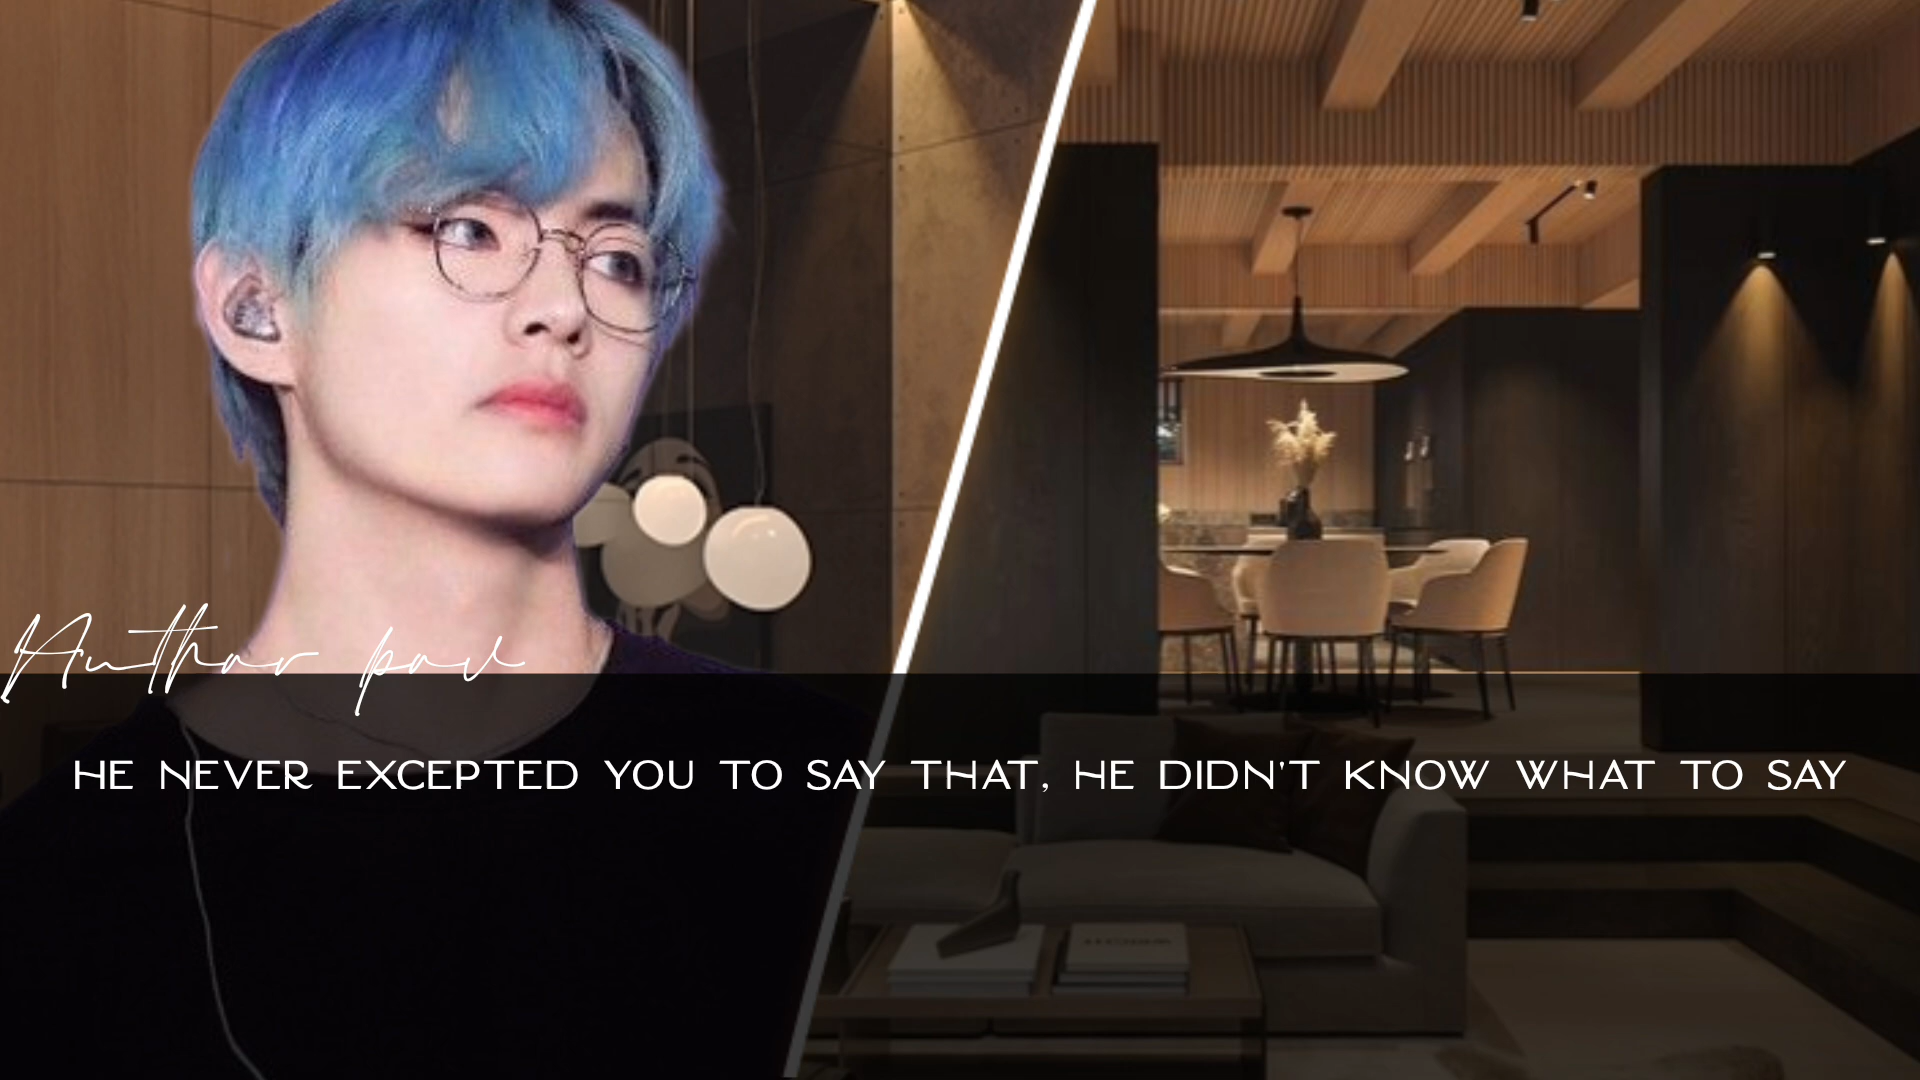 Author pov
HE NEVER EXCEPTED YOU TO SAY THAT, HE DIDN'T KNOW WHAT TO SAY